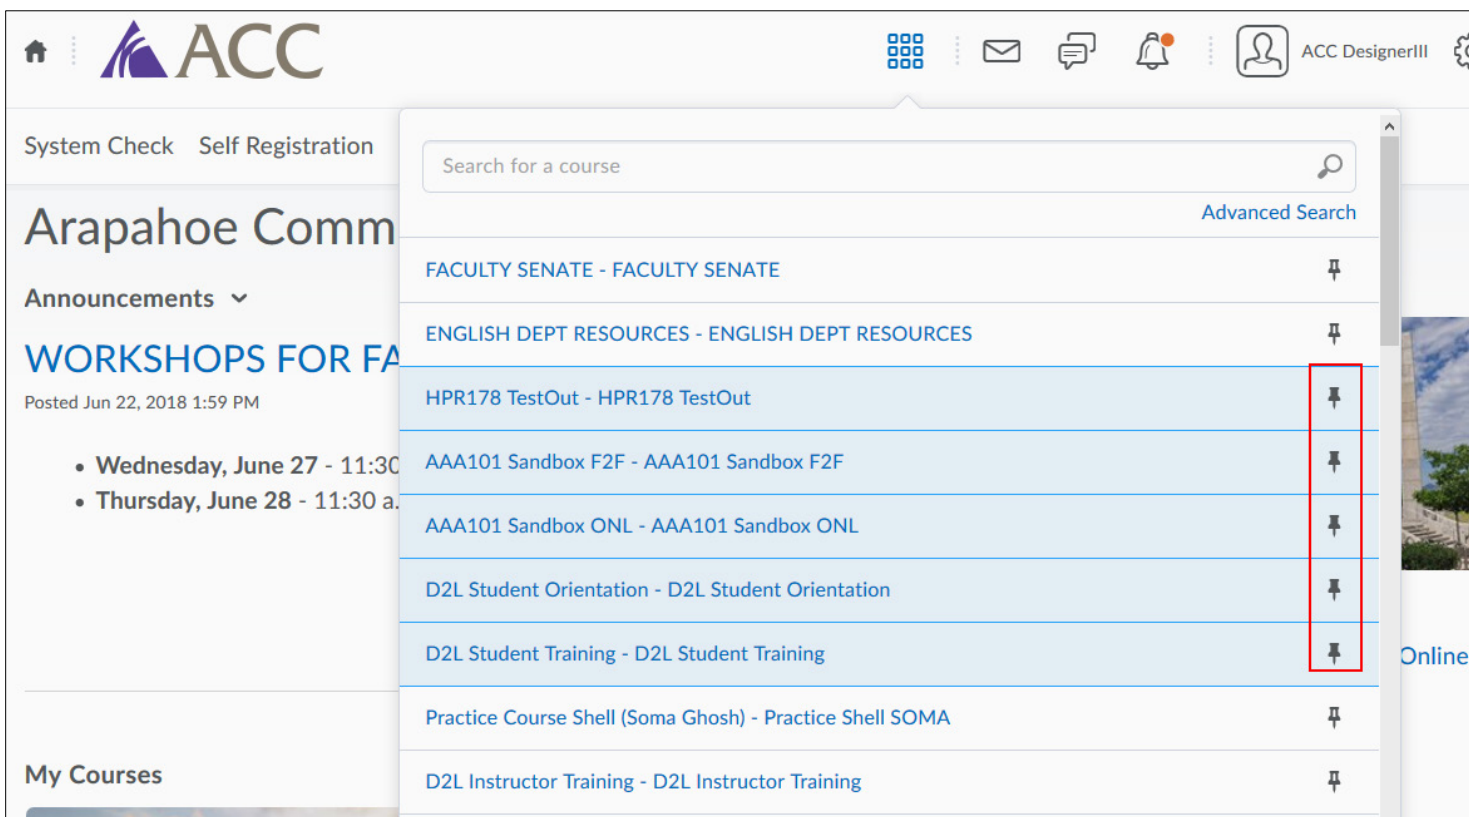 ACC
ACC DesignerIII
System Check Self Registration
Search for a course
Advanced Search
Arapahoe Comm
Announcements
WORKSHOPS FOR FA
Posted Jun 22, 2018 1:59 PM
• Wednesday, June 27 - 11:30
• Thursday, June 28 - 11:30 a.
FACULTY SENATE - FACULTY SENATE
ENGLISH DEPT RESOURCES - ENGLISH DEPT RESOURCES
HPR178 TestOut - HPR178 TestOut
AAA101 Sandbox F2F - AAA101 Sandbox F2F
AAA101 Sandbox ONL - AAA101 Sandbox ONL
D2L Student Orientation - D2L Student Orientation
D2L Student Training - D2L Student Training
Practice Course Shell (Soma Ghosh) - Practice Shell SOMA
D2L Instructor Training - D2L Instructor Training
Online
My Courses